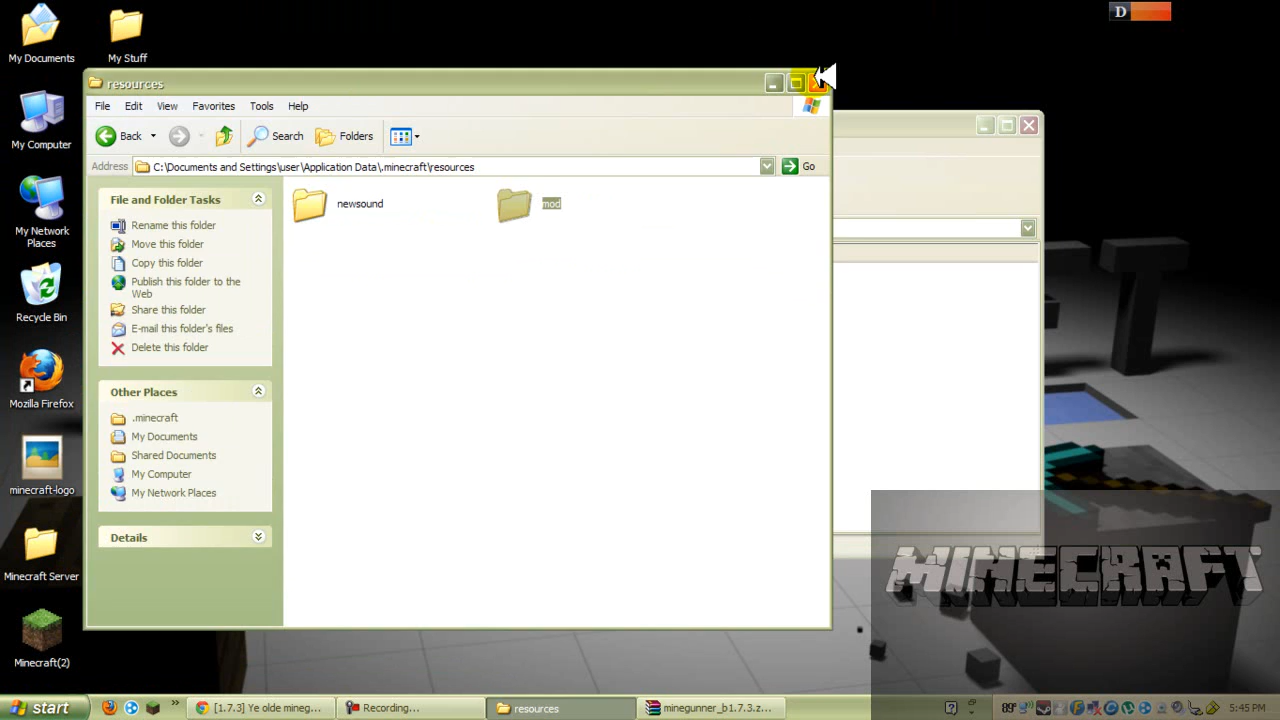 My Documents
My Stuff
D
resources
File Edit View Favorites Tools Help
My Computer
Back Search Folders
Address C:\Documents and Settings\user\Application Data\.minecraft\resources Go
File and Folder Tasks
newsound
mod
Rename this folder
Move this folder
Copy this folder
Publish this folder to the
Web
Share this folder
E-mail this folder's files
Delete this folder
My Network
Places
Recycle Bin
Other Places
.minecraft
My Documents
Shared Documents
My Computer
My Network Places
Mozilla Firefox
minecraft-logo
Details
Minecraft Server
MINECRAFT
Minecraft(2)
start
[1.7.3] Ye olde mineg...
Recording...
resources
minegunner_b1.7.3.z...
89°
5:45 PM